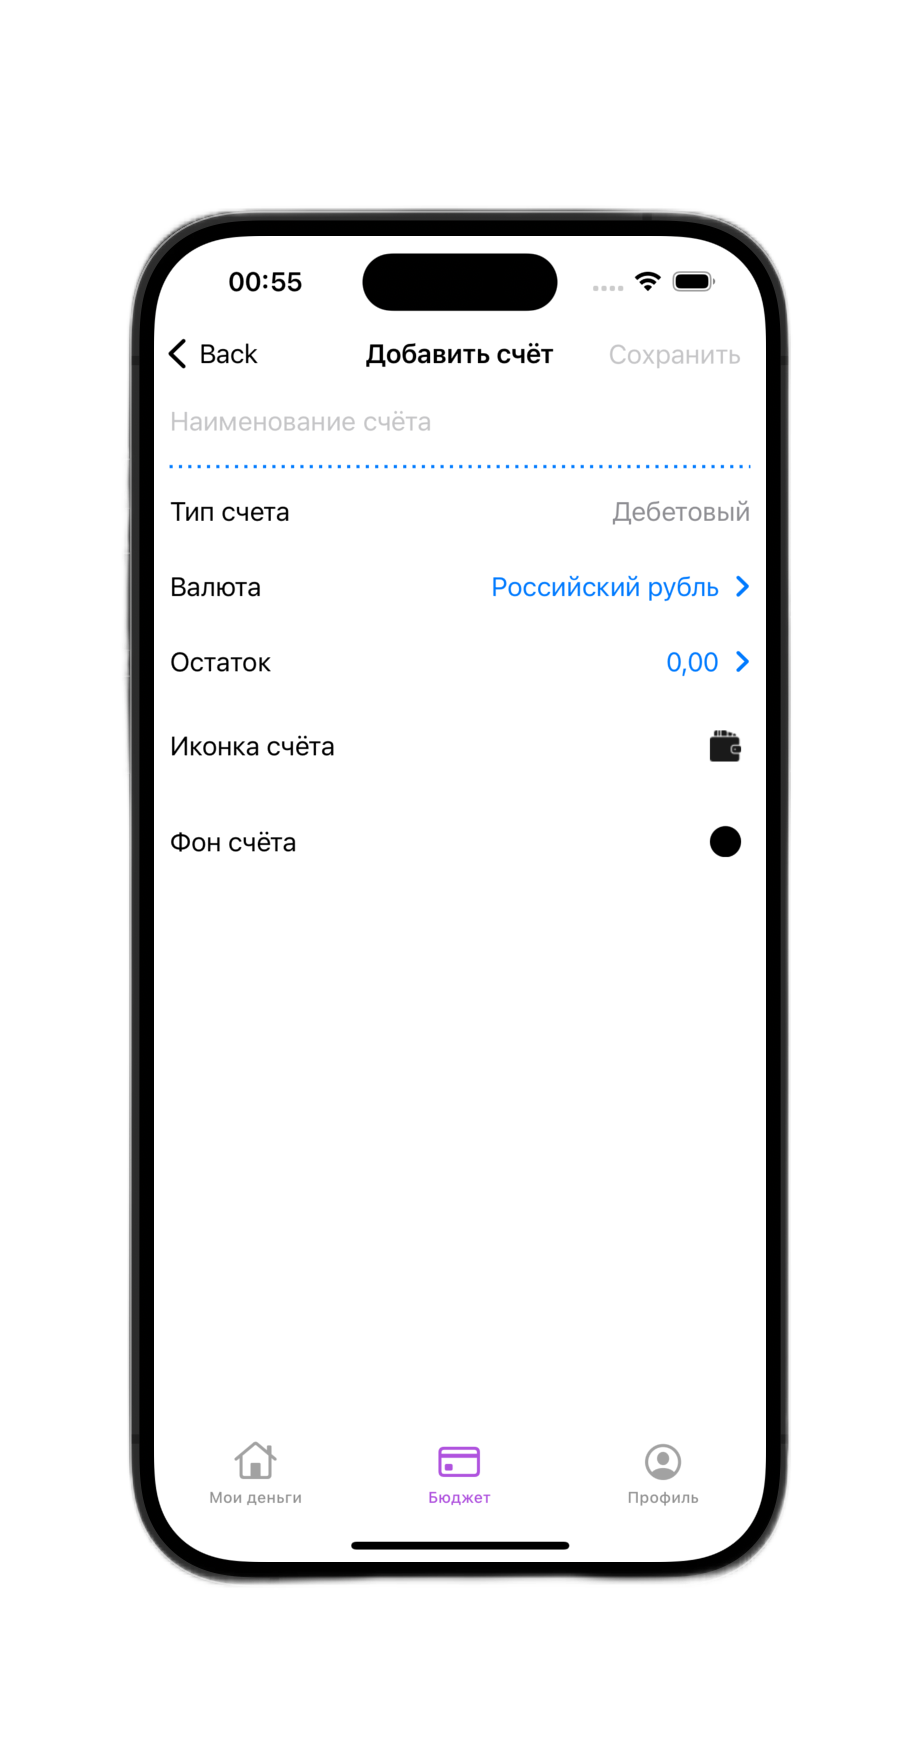 00:55
Back Добавить счёт Сохранить
Наименование счёта
Тип счета Дебетовый
Валюта Российский рубль
Остаток 0,00
Иконка счёта
Фон счёта
Мои деньги Бюджет Профиль